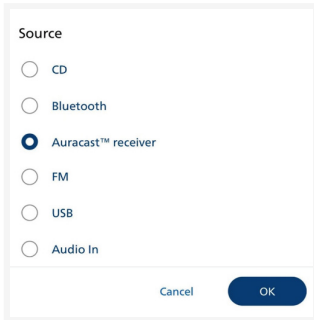 Source
CD
Bluetooth
Auracast™ receiver
FM
USB
Audio In
Cancel OK